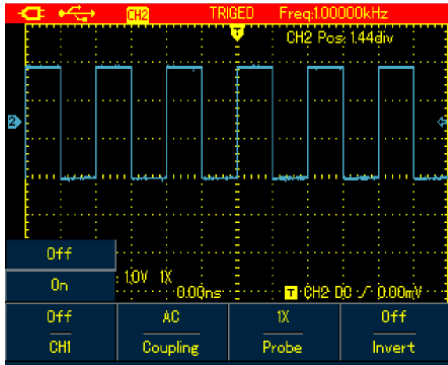 CH2 TRIGED Freq:1.00000kHz
T
CH2 Pos: 1.44div
2
Off
On
1.0V 1X
0.00ns
T CH2 DC 0.00mV
Off AC 1X Off
CH1 Coupling Probe Invert